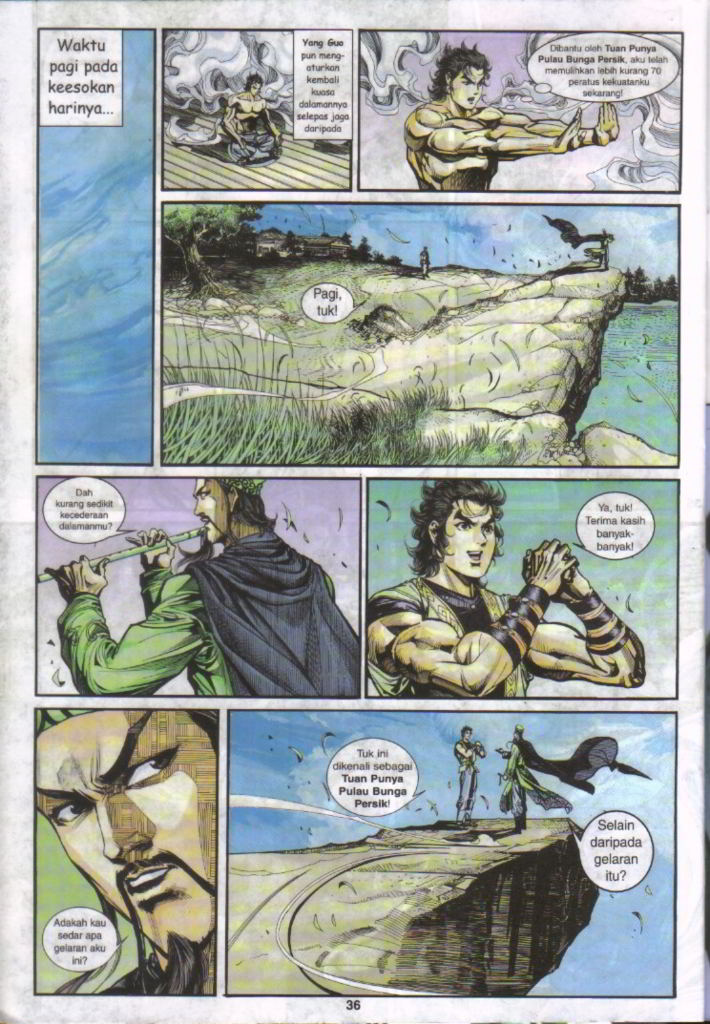 Waktu
pagi pada
keesokan
harinya...
Yang Guo
pun meng-
aturkan
kembali
kuasa
dalamannya
selepas jaga
daripada
Dibantu oleh Tuan Punya
Pulau Bunga Persik, aku telah
memulihkan lebih kurang 70
peratus kekuatanku
sekarang!
Pagi,
tuk!
Dah
kurang sedikit
kecederaan
dalamanmu?
Ya, tuk!
Terima kasih
banyak-
banyak!
Adakah kau
sedar apa
gelaran aku
ini?
Tuk ini
dikenali sebagai
Tuan Punya
Pulau Bunga
Persik!
Selain
daripada
gelaran
itu?
36